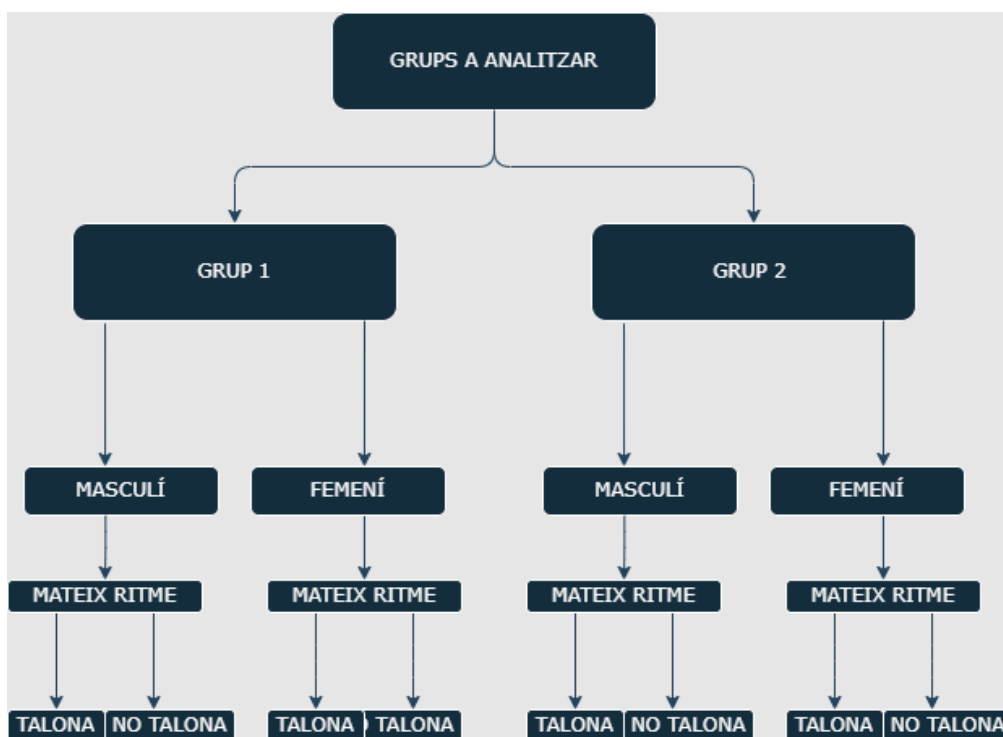 GRUPS A ANALITZAR
GRUP 1
GRUP 2
MASCULÍ
FEMENÍ
MASCULÍ
FEMENÍ
MATEIX RITME
MATEIX RITME
MATEIX RITME
MATEIX RITME
TALONA
NO TALONA
TALONA
TALONA
TALONA
NO TALONA
TALONA
NO TALONA